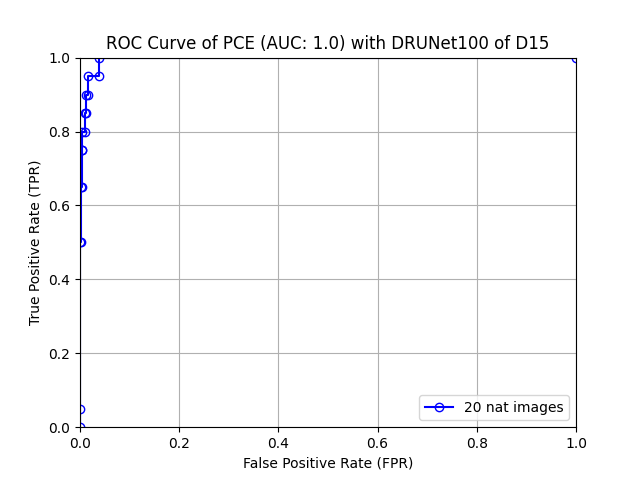 ROC Curve of PCE (AUC: 1.0) with DRUNet100 of D15
1.0
0.8
0.6
0.4
0.2
0.0
True Positive Rate (TPR)
20 nat images
0.0 0.2 0.4 0.6 0.8 1.0
False Positive Rate (FPR)